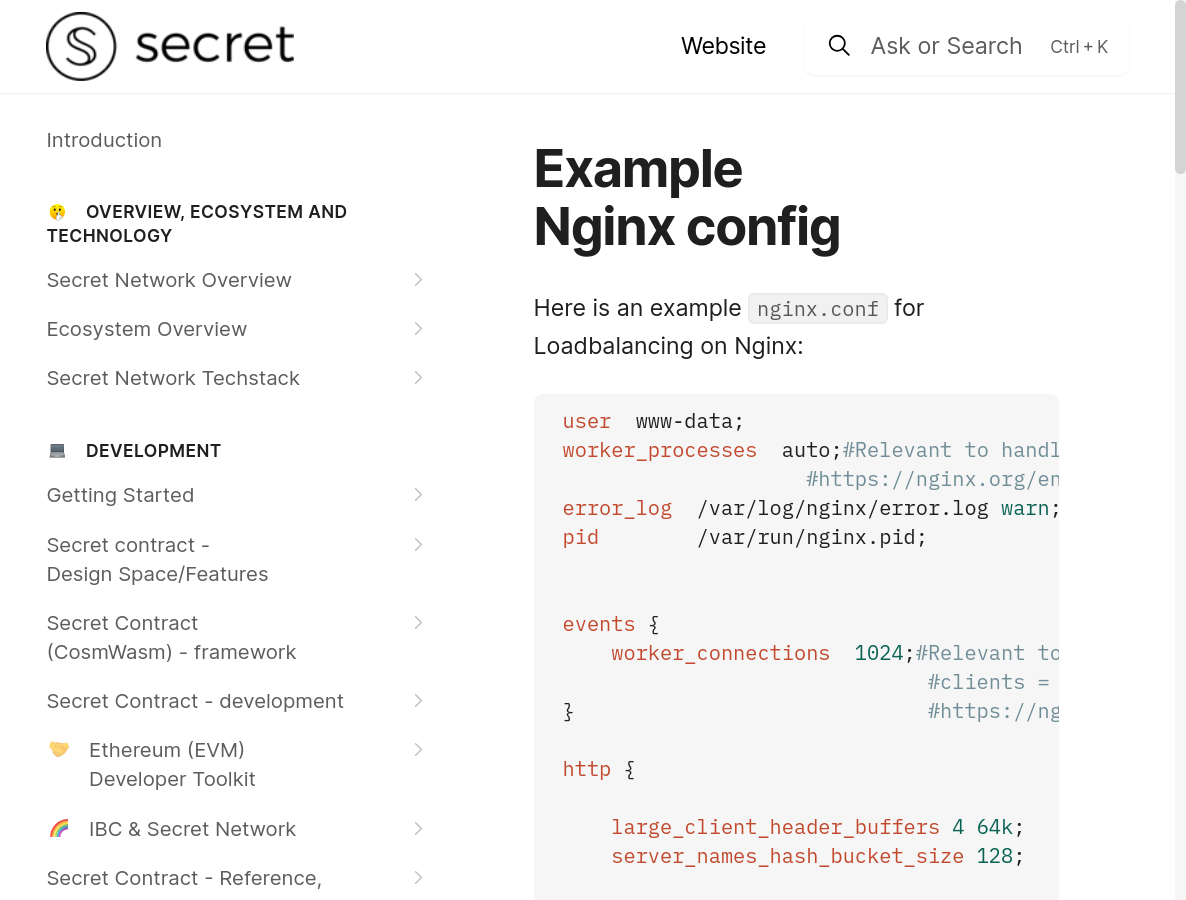 secret
Website
Ask or Search
Ctrl + K
Introduction
OVERVIEW, ECOSYSTEM AND
TECHNOLOGY
Secret Network Overview
Ecosystem Overview
Secret Network Techstack
DEVELOPMENT
Getting Started
Secret contract -
Design Space/Features
Secret Contract
(CosmWasm) - framework
Secret Contract - development
Ethereum (EVM)
Developer Toolkit
IBC & Secret Network
Secret Contract - Reference,
Example
Nginx config
Here is an example nginx.conf for
Loadbalancing on Nginx:
user  www-data;
worker_processes  auto;#Relevant to handl
#https://nginx.org/en
error_log  /var/log/nginx/error.log warn;
pid        /var/run/nginx.pid;
events {
    worker_connections  1024;#Relevant to
#clients =
}                             #https://ng
http {
    large_client_header_buffers 4 64k;
    server_names_hash_bucket_size 128;